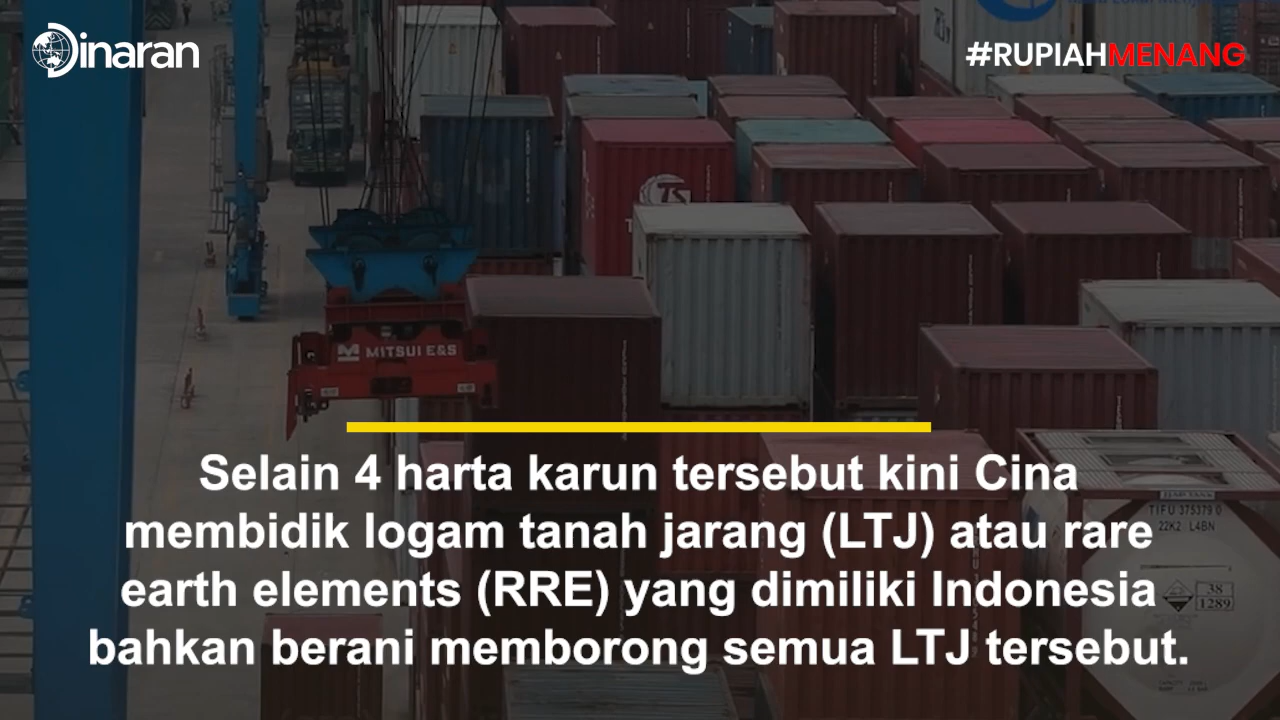 Dinaran
#RUPIAHMENANG
TS
MITSUI E&S
Selain 4 harta karun tersebut kini Cina
membidik logam tanah jarang (LTJ) atau rare
earth elements (RRE) yang dimiliki Indonesia
bahkan berani memborong semua LTJ tersebut.
TIFU 375379 0
22K2 L4BN
38
1289